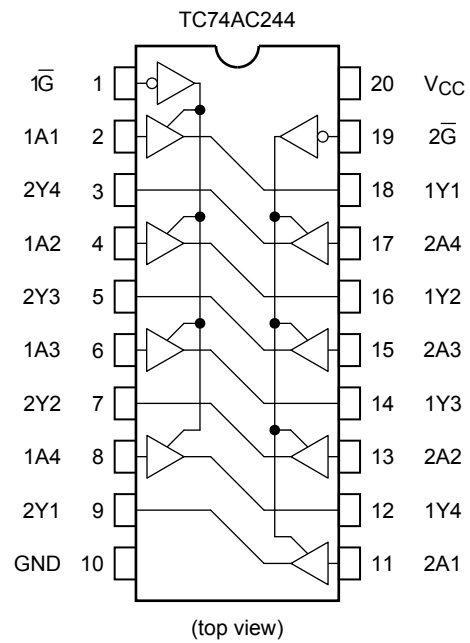 TC74AC244
1G̅ 1 20 VCC
1A1 2 19 2G̅
2Y4 3 18 1Y1
1A2 4 17 2A4
2Y3 5 16 1Y2
1A3 6 15 2A3
2Y2 7 14 1Y3
1A4 8 13 2A2
2Y1 9 12 1Y4
GND 10 11 2A1
(top view)